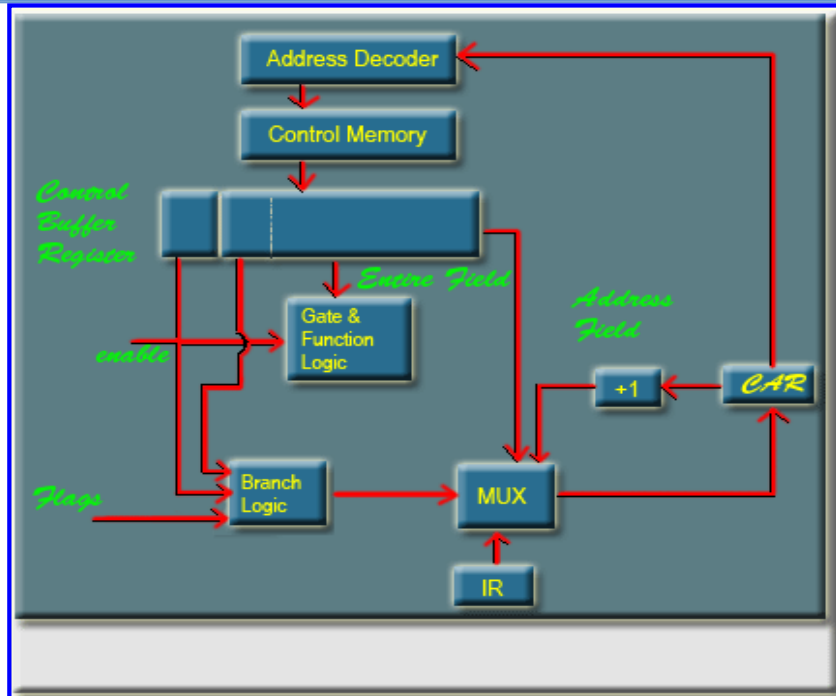 Address Decoder
Control Memory
Control
Buffer
Register
Entire Field
Address
Field
Gate &
Function
Logic
enable
+1
CAR
Branch
Logic
MUX
Flags
IR